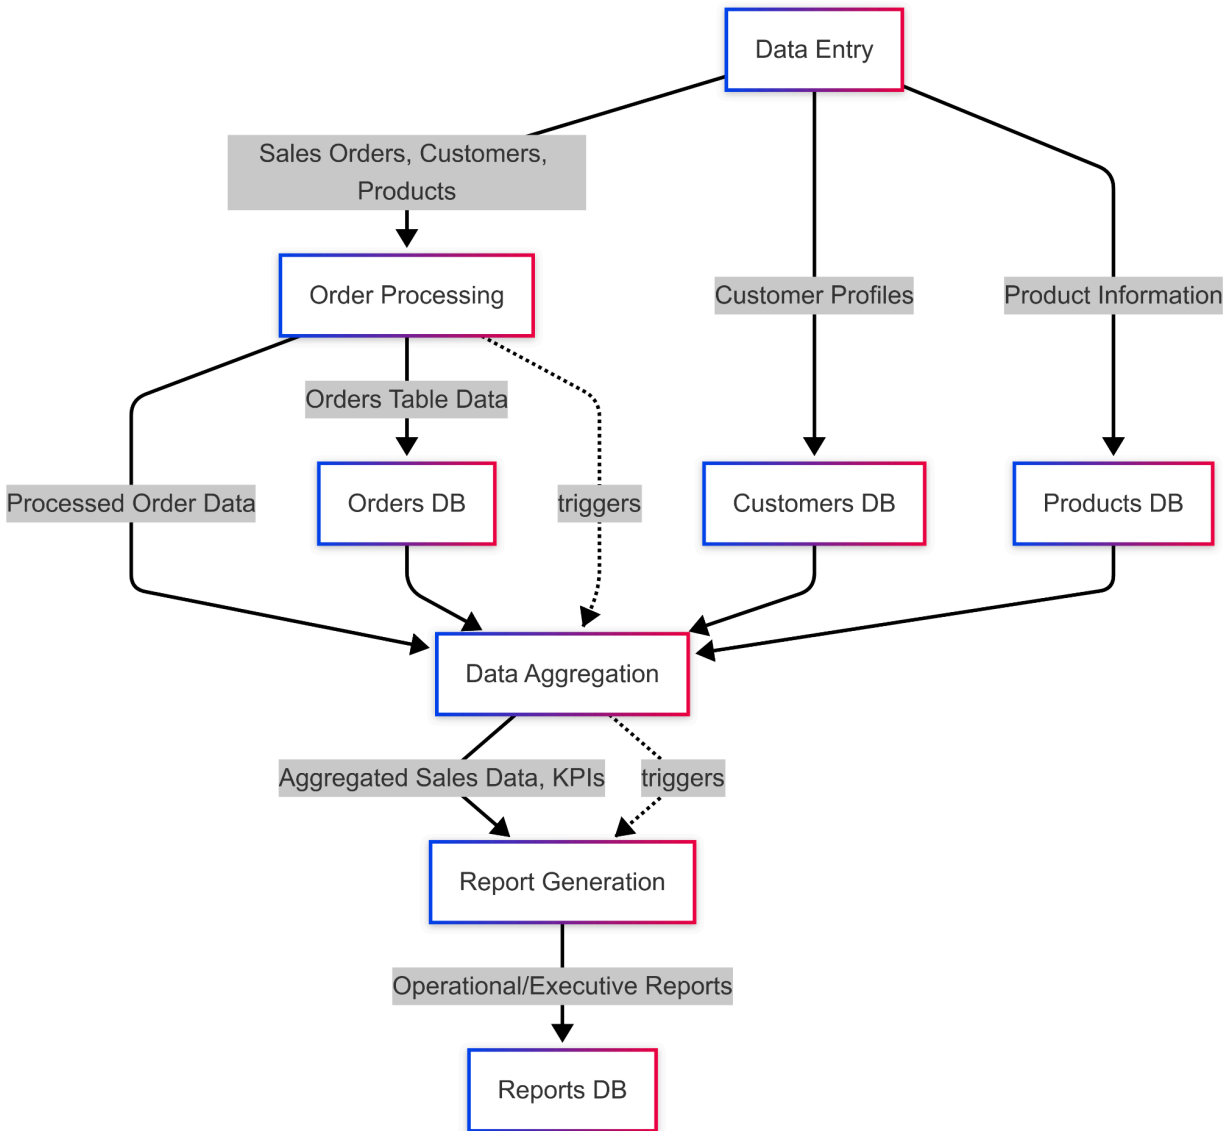 Data Entry
Sales Orders, Customers,
Products
Order Processing
Customer Profiles
Product Information
Orders Table Data
Processed Order Data
Orders DB
triggers
Customers DB
Products DB
Data Aggregation
Aggregated Sales Data, KPIs
triggers
Report Generation
Operational/Executive Reports
Reports DB